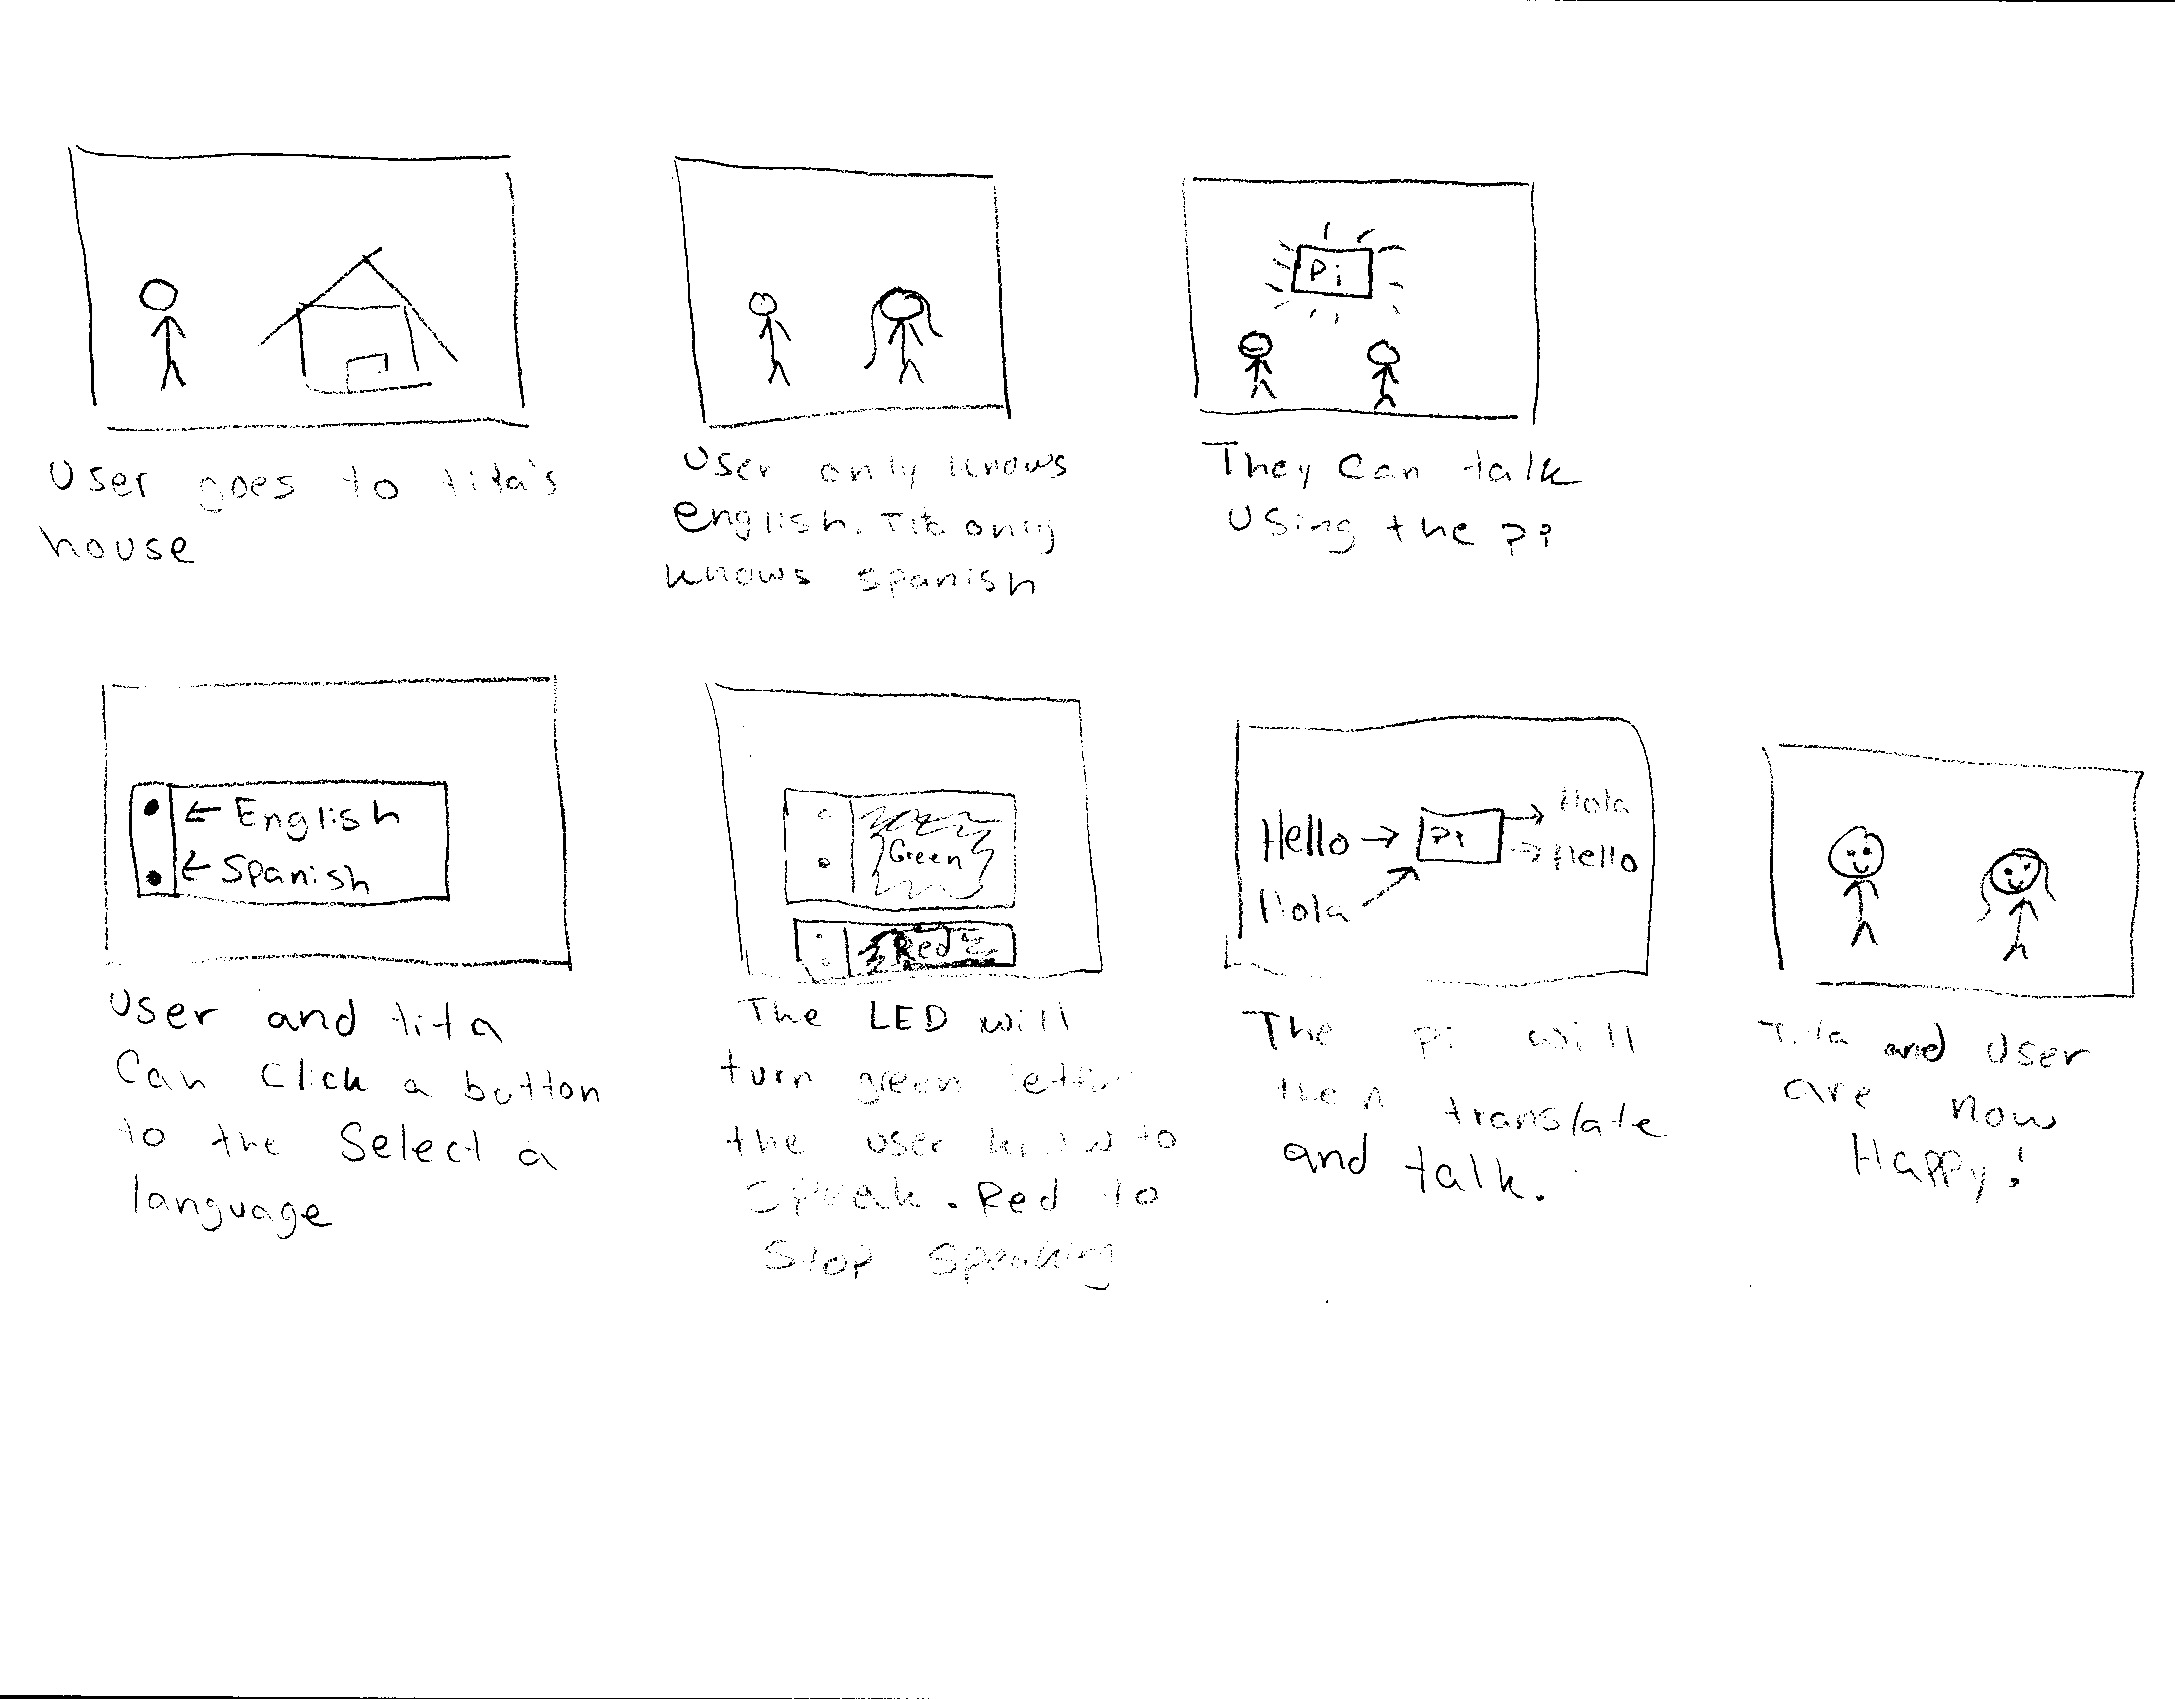 User goes to tita's
house
User only knows
english. Tita only
knows spanish
Pi
They can talk
using the pi
← English
← Spanish
User and tita
Can Click a button
to the Select a
language
Green
Red
The LED will
turn green letting
the user know to
speak. Red to
Stop speaking
Hello → Pi → Hola
→ Hello
Hola
The pi will
then translate
and talk.
Tita and User
are now
Happy!